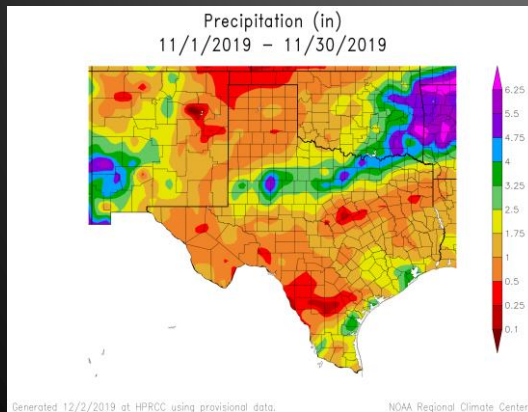 Precipitation (in)
11/1/2019 – 11/30/2019
6.25
5.5
4.75
4
3.25
2.5
1.75
1
0.5
0.25
0.1
Generated 12/2/2019 at HPRCC using provisional data.
NOAA Regional Climate Center